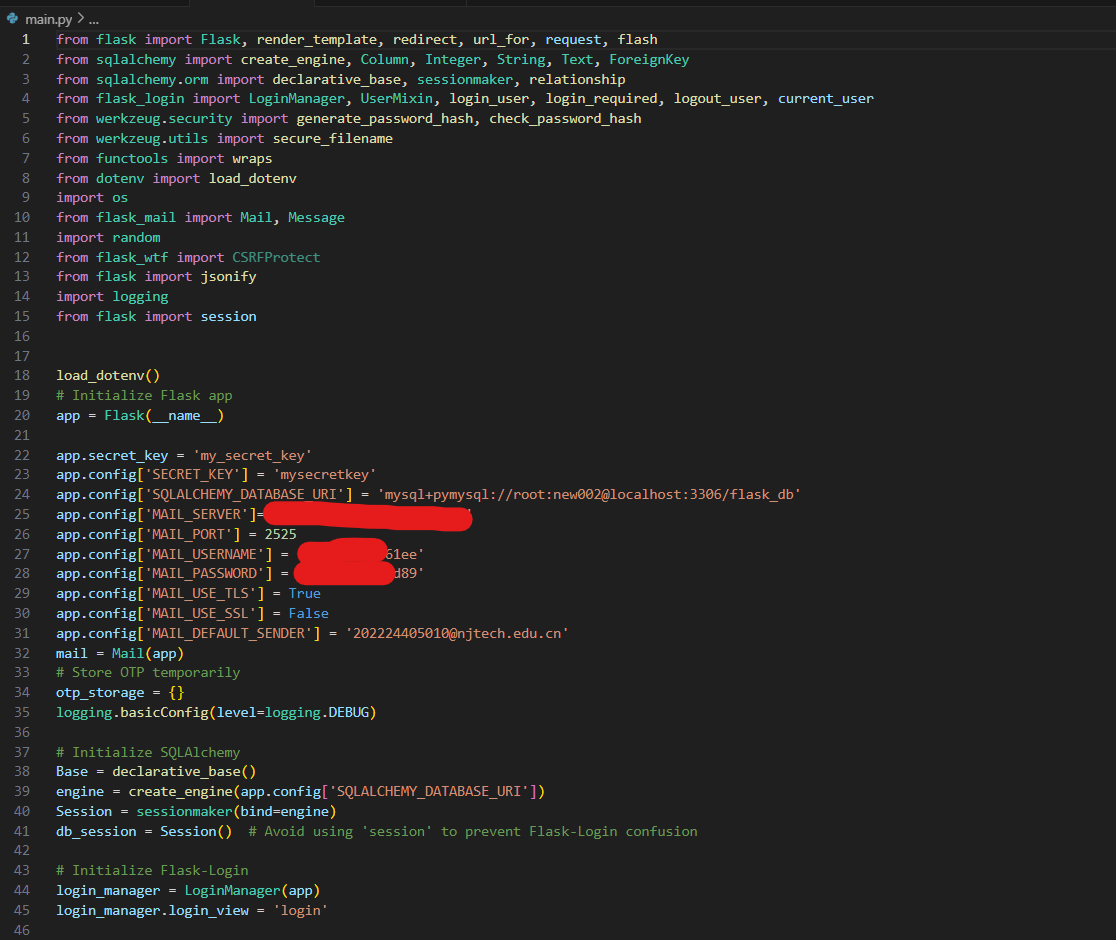 main.py > ...
1 from flask import Flask, render_template, redirect, url_for, request, flash
2 from sqlalchemy import create_engine, Column, Integer, String, Text, ForeignKey
3 from sqlalchemy.orm import declarative_base, sessionmaker, relationship
4 from flask_login import LoginManager, UserMixin, login_user, login_required, logout_user, current_user
5 from werkzeug.security import generate_password_hash, check_password_hash
6 from werkzeug.utils import secure_filename
7 from functools import wraps
8 from dotenv import load_dotenv
9 import os
10 from flask_mail import Mail, Message
11 import random
12 from flask_wtf import CSRFProtect
13 from flask import jsonify
14 import logging
15 from flask import session
16
17
18 load_dotenv()
19 # Initialize Flask app
20 app = Flask(__name__)
21
22 app.secret_key = 'my_secret_key'
23 app.config['SECRET_KEY'] = 'mysecretkey'
24 app.config['SQLALCHEMY_DATABASE_URI'] = 'mysql+pymysql://root:new002@localhost:3306/flask_db'
25 app.config['MAIL_SERVER']=
26 app.config['MAIL_PORT'] = 2525
27 app.config['MAIL_USERNAME'] = 61ee'
28 app.config['MAIL_PASSWORD'] = d89'
29 app.config['MAIL_USE_TLS'] = True
30 app.config['MAIL_USE_SSL'] = False
31 app.config['MAIL_DEFAULT_SENDER'] = '202224405010@njtech.edu.cn'
32 mail = Mail(app)
33 # Store OTP temporarily
34 otp_storage = {}
35 logging.basicConfig(level=logging.DEBUG)
36
37 # Initialize SQLAlchemy
38 Base = declarative_base()
39 engine = create_engine(app.config['SQLALCHEMY_DATABASE_URI'])
40 Session = sessionmaker(bind=engine)
41 db_session = Session()  # Avoid using 'session' to prevent Flask-Login confusion
42
43 # Initialize Flask-Login
44 login_manager = LoginManager(app)
45 login_manager.login_view = 'login'
46